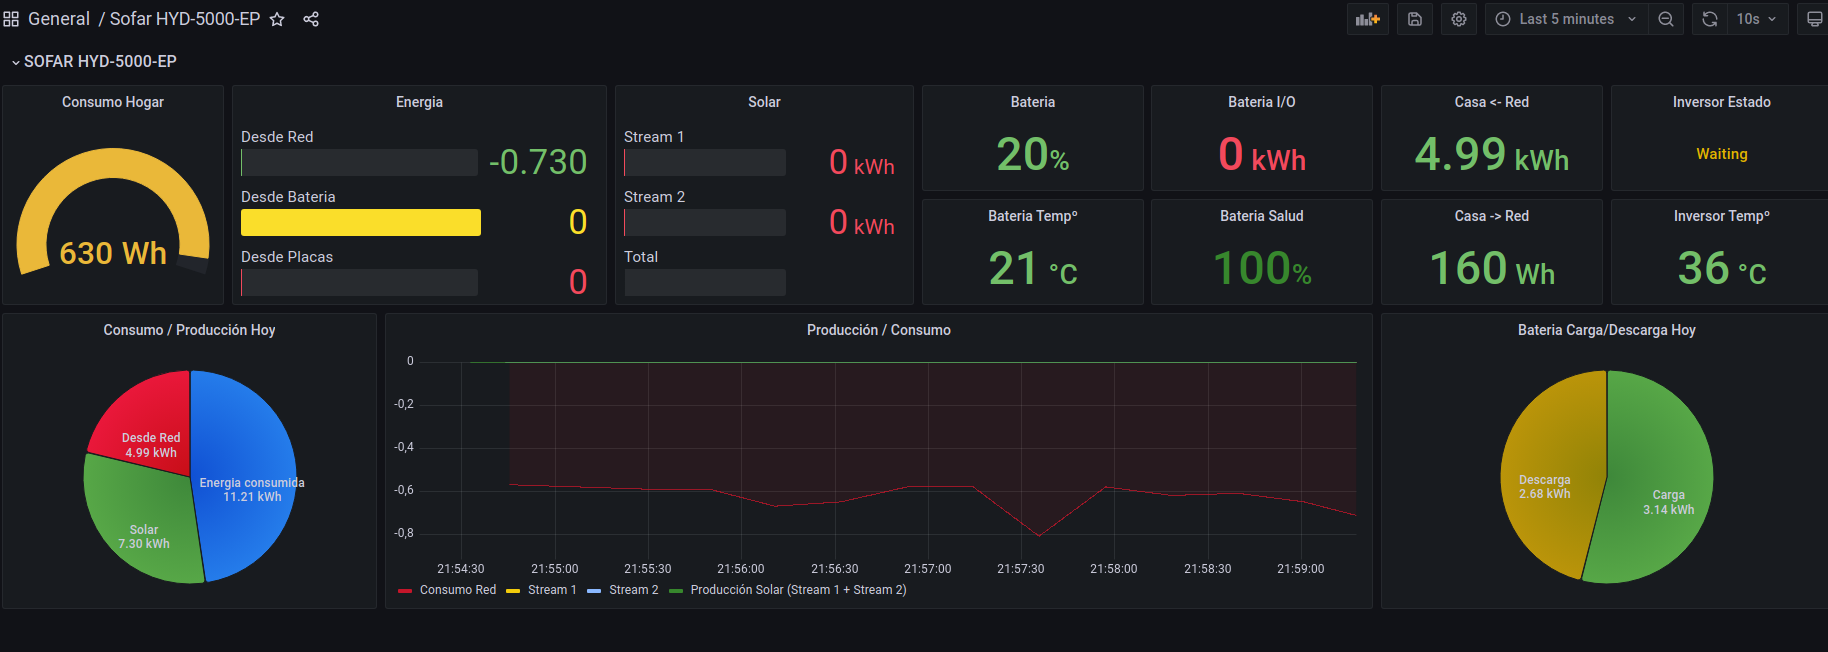 General / Sofar HYD-5000-EP
Last 5 minutes
10s
SOFAR HYD-5000-EP
Consumo Hogar
630 Wh
Energia
Desde Red
-0.730
Desde Bateria
0
Desde Placas
0
Solar
Stream 1
0 kWh
Stream 2
0 kWh
Total
Bateria
20%
Bateria I/O
0 kWh
Casa <- Red
4.99 kWh
Inversor Estado
Waiting
Bateria Tempº
21 °C
Bateria Salud
100%
Casa -> Red
160 Wh
Inversor Tempº
36 °C
Consumo / Producción Hoy
Desde Red
4.99 kWh
Energia consumida
11.21 kWh
Solar
7.30 kWh
Producción / Consumo
0
-0,2
-0,4
-0,6
-0,8
21:54:30 21:55:00 21:55:30 21:56:00 21:56:30 21:57:00 21:57:30 21:58:00 21:58:30 21:59:00
Consumo Red Stream 1 Stream 2 Producción Solar (Stream 1 + Stream 2)
Bateria Carga/Descarga Hoy
Descarga
2.68 kWh
Carga
3.14 kWh